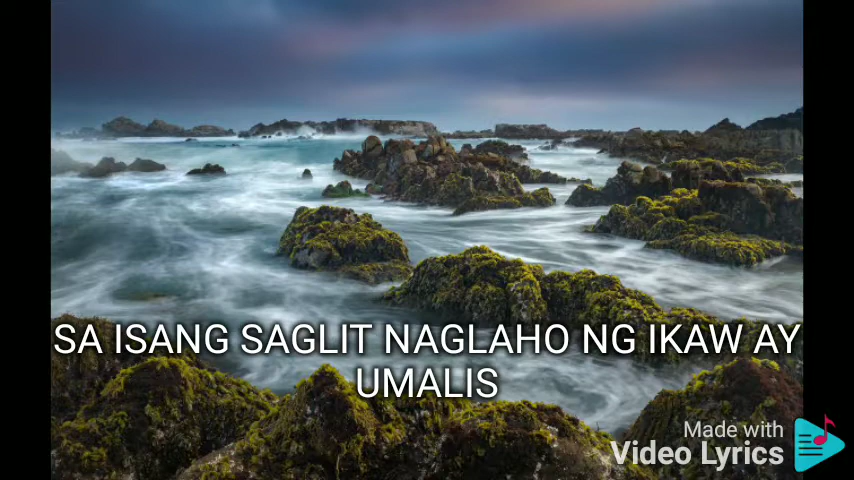 SA ISANG SAGLIT NAGLAHO NG IKAW AY
UMALIS
Made with
Video Lyrics